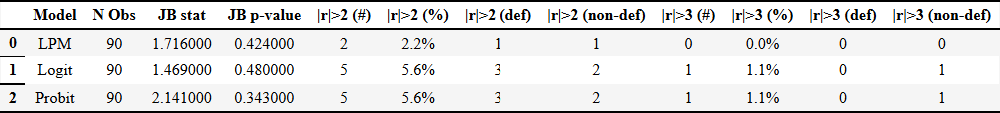 Model N Obs JB stat JB p-value |r|>2 (#) |r|>2 (%) |r|>2 (def) |r|>2 (non-def) |r|>3 (#) |r|>3 (%) |r|>3 (def) |r|>3 (non-def)
0 LPM 90 1.716000 0.424000 2 2.2% 1 1 0 0.0% 0 0
1 Logit 90 1.469000 0.480000 5 5.6% 3 2 1 1.1% 0 1
2 Probit 90 2.141000 0.343000 5 5.6% 3 2 1 1.1% 0 1